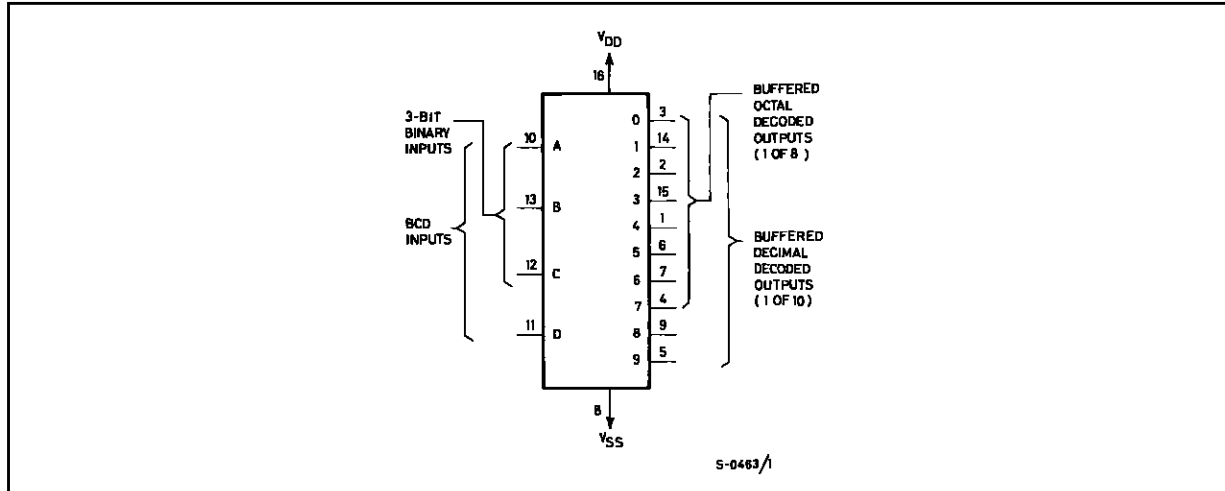 VDD
16
3-BIT
BINARY
INPUTS
BCD
INPUTS
10 A
13 B
12 C
11 D
0 3
1 14
2 2
3 15
4 1
5 6
6 7
7 4
8 9
9 5
BUFFERED
OCTAL
DECODED
OUTPUTS
(1 OF 8)
BUFFERED
DECIMAL
DECODED
OUTPUTS
(1 OF 10)
8
VSS
S-0463/1